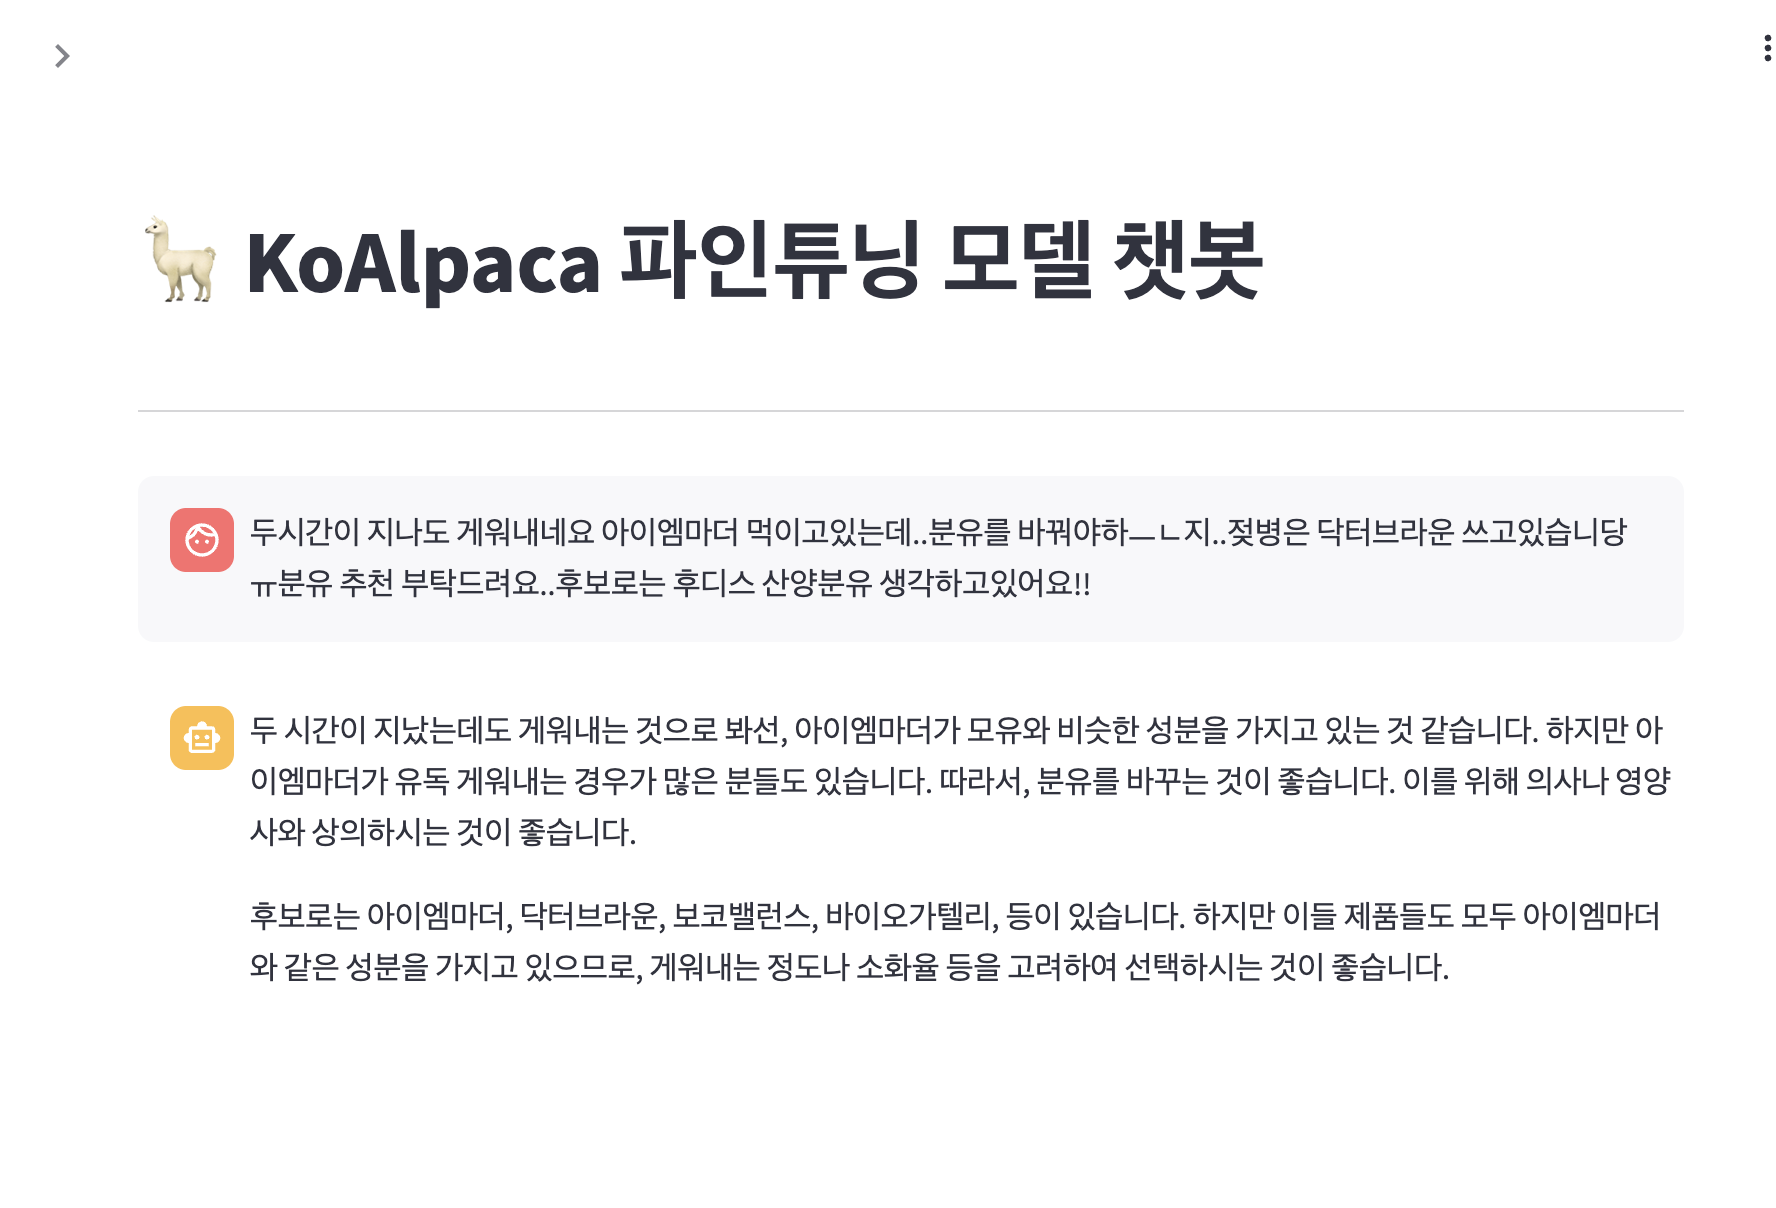 KoAlpaca 파인튜닝 모델 챗봇
두시간이 지나도 게워내네요 아이엠마더 먹이고있는데..분유를 바꿔야하ㅡㄴ지..젖병은 닥터브라운 쓰고있습니당
ㅠ분유 추천 부탁드려요..후보로는 후디스 산양분유 생각하고있어요!!
두 시간이 지났는데도 게워내는 것으로 봐선, 아이엠마더가 모유와 비슷한 성분을 가지고 있는 것 같습니다. 하지만 아
이엠마더가 유독 게워내는 경우가 많은 분들도 있습니다. 따라서, 분유를 바꾸는 것이 좋습니다. 이를 위해 의사나 영양
사와 상의하시는 것이 좋습니다.
후보로는 아이엠마더, 닥터브라운, 보코밸런스, 바이오가텔리, 등이 있습니다. 하지만 이들 제품들도 모두 아이엠마더
와 같은 성분을 가지고 있으므로, 게워내는 정도나 소화율 등을 고려하여 선택하시는 것이 좋습니다.